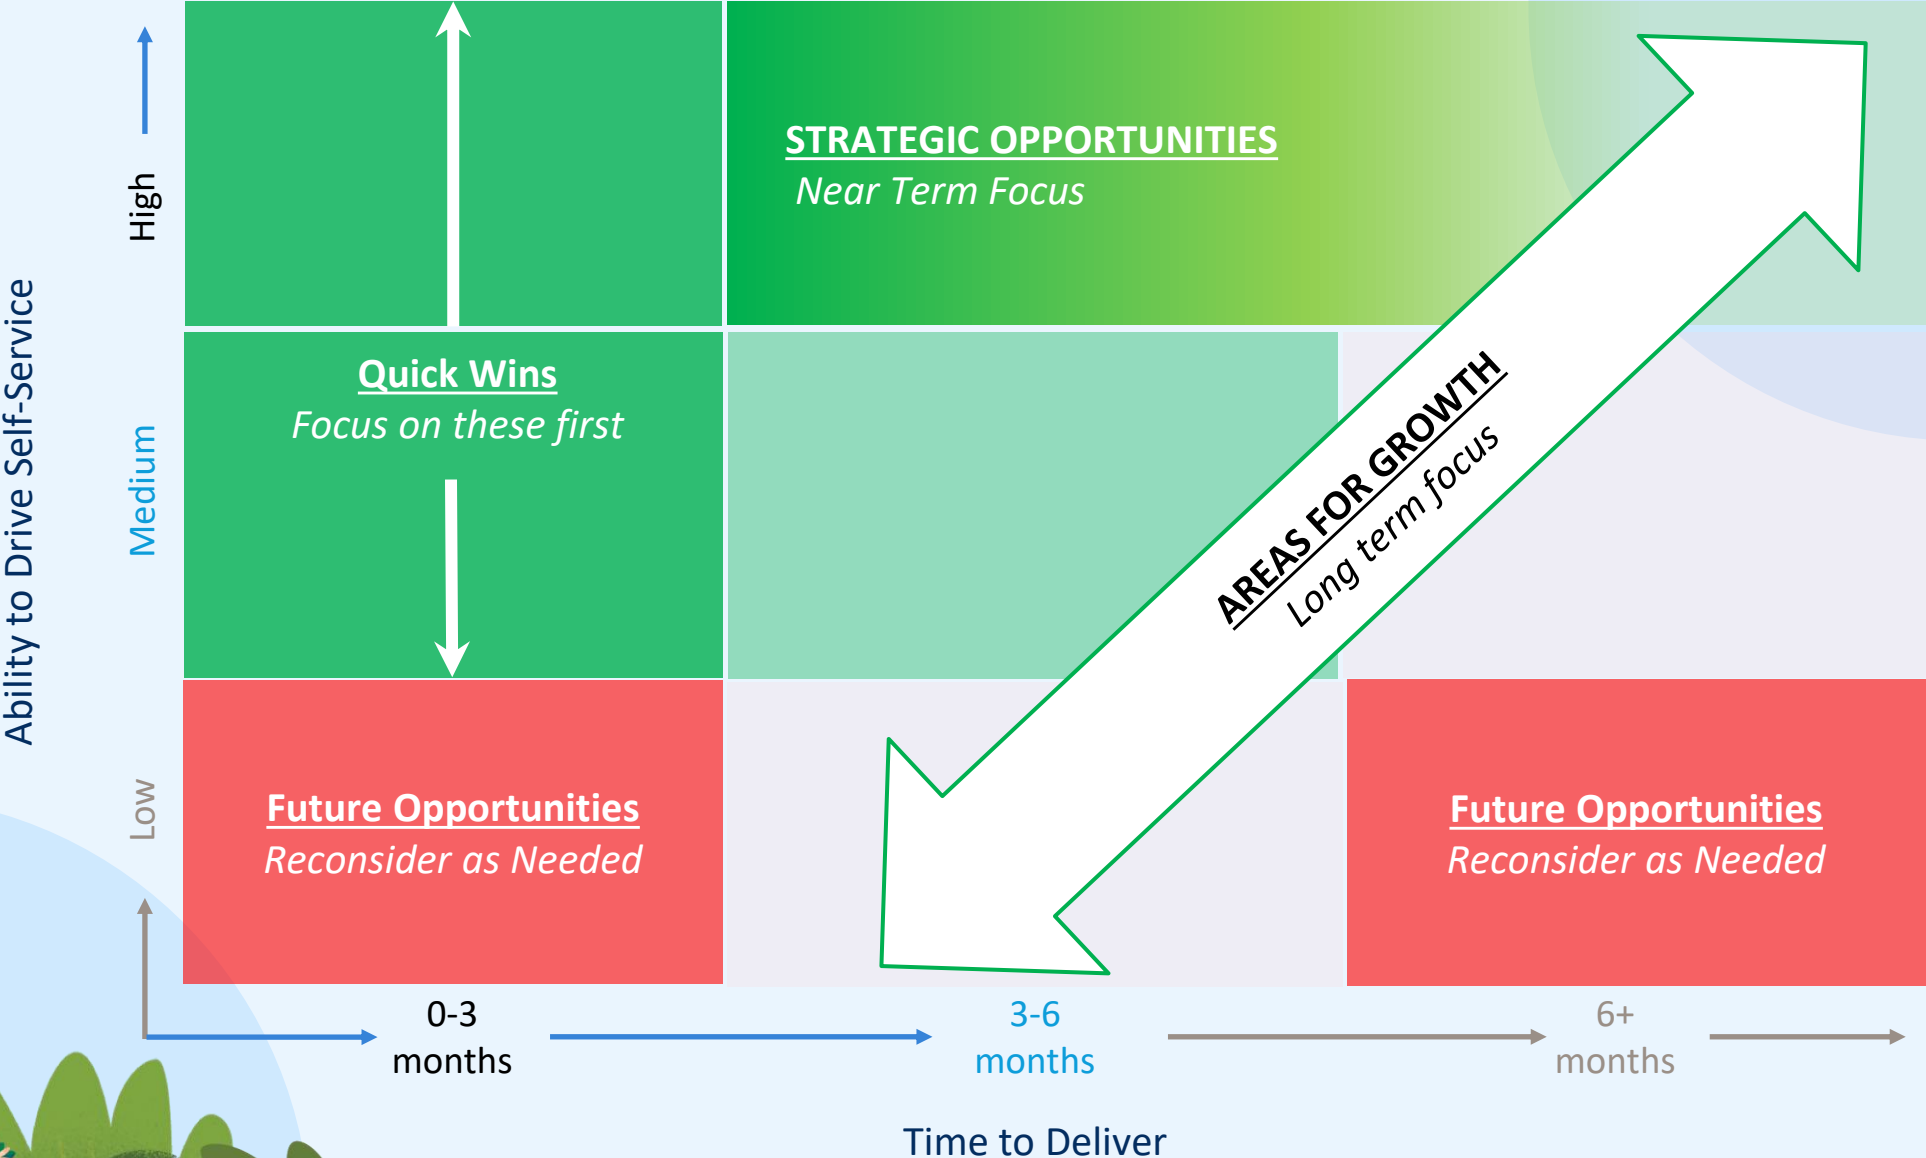 Ability to Drive Self-Service
High
Medium
Low
STRATEGIC OPPORTUNITIES
Near Term Focus
Quick Wins
Focus on these first
AREAS FOR GROWTH
Long term focus
Future Opportunities
Reconsider as Needed
Future Opportunities
Reconsider as Needed
0-3
months
3-6
months
6+
months
Time to Deliver